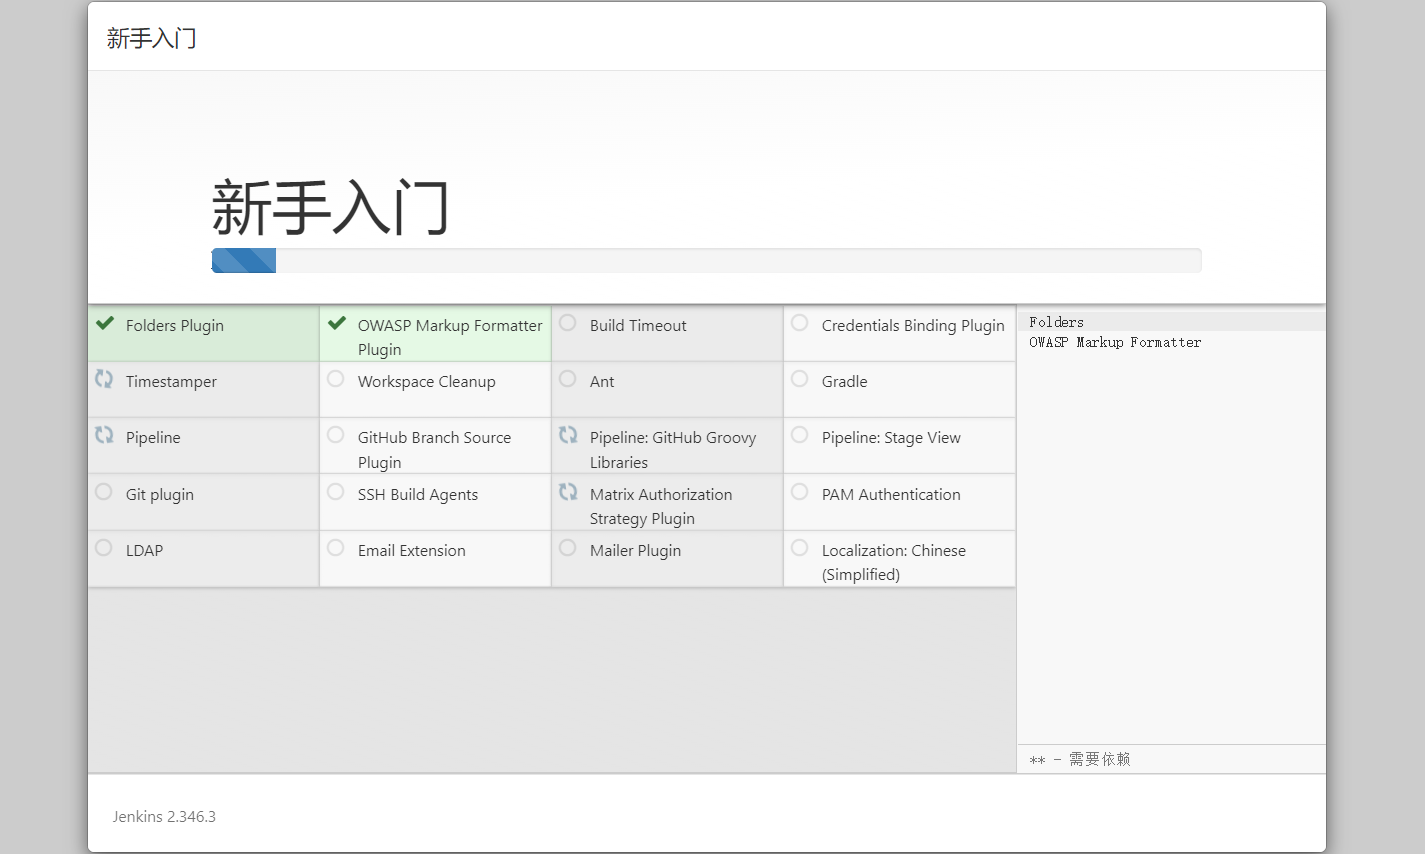 新手入门
新手入门
Folders Plugin
OWASP Markup Formatter
Plugin
Build Timeout
Credentials Binding Plugin
Timestamper
Workspace Cleanup
Ant
Gradle
Pipeline
GitHub Branch Source
Plugin
Pipeline: GitHub Groovy
Libraries
Pipeline: Stage View
Git plugin
SSH Build Agents
Matrix Authorization
Strategy Plugin
PAM Authentication
LDAP
Email Extension
Mailer Plugin
Localization: Chinese
(Simplified)
Folders
OWASP Markup Formatter
** - 需要依赖
Jenkins 2.346.3